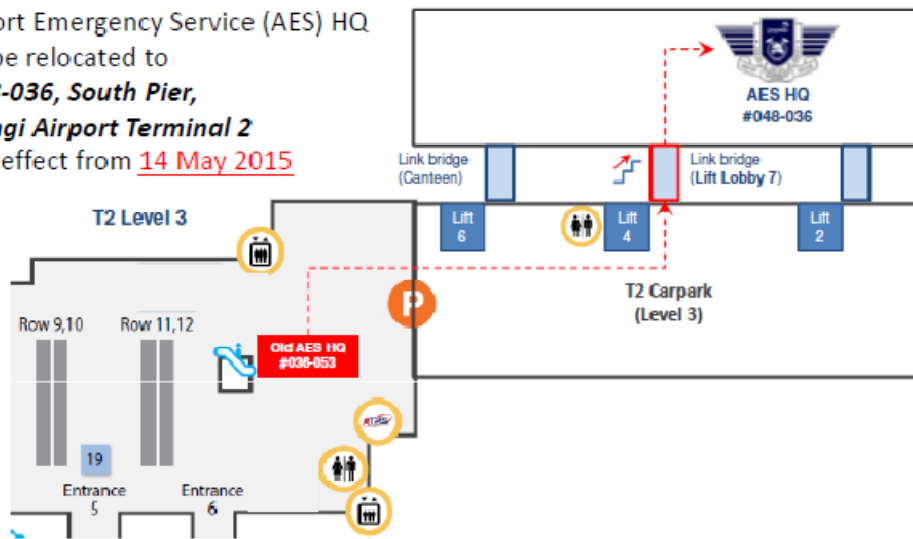 ort Emergency Service (AES) HQ
be relocated to
-036, South Pier,
ngi Airport Terminal 2
effect from 14 May 2015
AES HQ
#048-036
Link bridge
(Canteen)
Link bridge
(Lift Lobby 7)
T2 Level 3
Lift
6
Lift
4
Lift
2
P
T2 Carpark
(Level 3)
Row 9,10
Row 11,12
Old AES HQ
#036-053
19
Entrance
5
Entrance
6